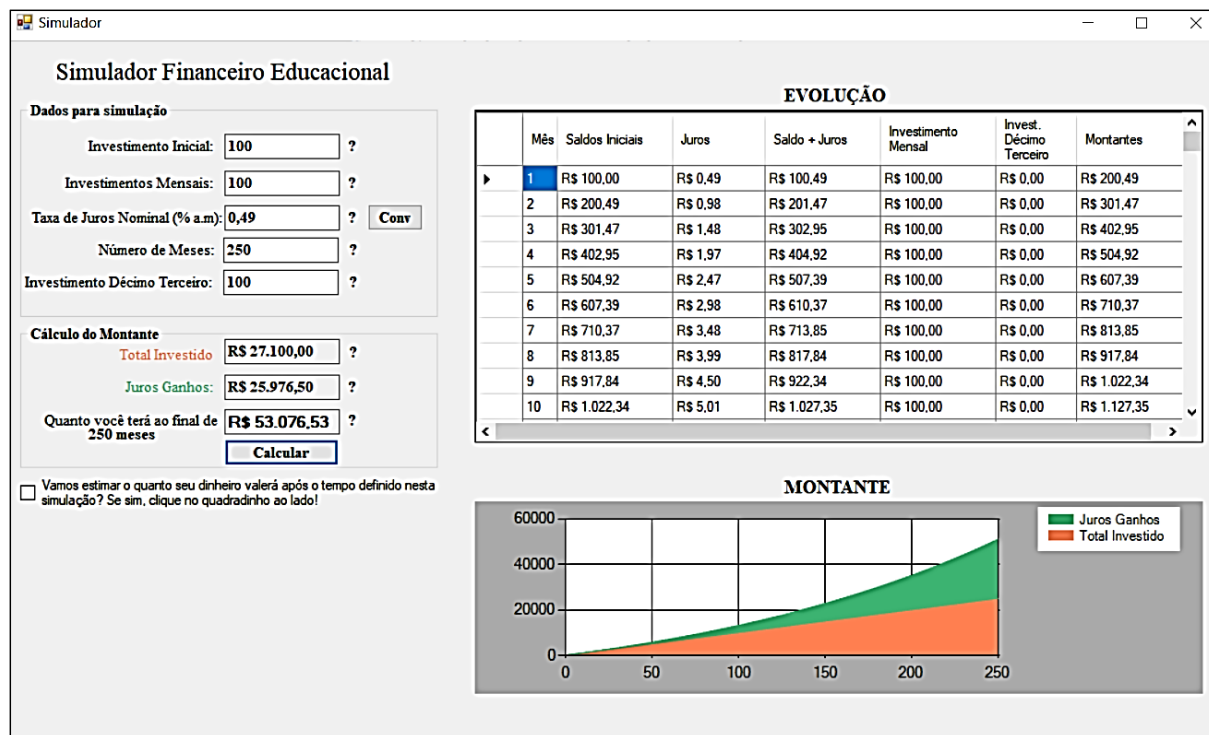 Simulador
Simulador Financeiro Educacional
Dados para simulação
Investimento Inicial: 100 ?
Investimentos Mensais: 100 ?
Taxa de Juros Nominal (% a.m): 0,49 ? Conv
Número de Meses: 250 ?
Investimento Décimo Terceiro: 100 ?
Cálculo do Montante
Total Investido R$ 27.100,00 ?
Juros Ganhos: R$ 25.976,50 ?
Quanto você terá ao final de
250 meses
R$ 53.076,53 ?
Calcular
Vamos estimar o quanto seu dinheiro valerá após o tempo definido nesta
simulação? Se sim, clique no quadradinho ao lado!
EVOLUÇÃO
Mês Saldos Iniciais Juros Saldo + Juros Investimento Mensal Invest. Décimo Terceiro Montantes
1 R$ 100,00 R$ 0,49 R$ 100,49 R$ 100,00 R$ 0,00 R$ 200,49
2 R$ 200,49 R$ 0,98 R$ 201,47 R$ 100,00 R$ 0,00 R$ 301,47
3 R$ 301,47 R$ 1,48 R$ 302,95 R$ 100,00 R$ 0,00 R$ 402,95
4 R$ 402,95 R$ 1,97 R$ 404,92 R$ 100,00 R$ 0,00 R$ 504,92
5 R$ 504,92 R$ 2,47 R$ 507,39 R$ 100,00 R$ 0,00 R$ 607,39
6 R$ 607,39 R$ 2,98 R$ 610,37 R$ 100,00 R$ 0,00 R$ 710,37
7 R$ 710,37 R$ 3,48 R$ 713,85 R$ 100,00 R$ 0,00 R$ 813,85
8 R$ 813,85 R$ 3,99 R$ 817,84 R$ 100,00 R$ 0,00 R$ 917,84
9 R$ 917,84 R$ 4,50 R$ 922,34 R$ 100,00 R$ 0,00 R$ 1.022,34
10 R$ 1.022,34 R$ 5,01 R$ 1.027,35 R$ 100,00 R$ 0,00 R$ 1.127,35
MONTANTE
60000
40000
20000
0
0 50 100 150 200 250
Juros Ganhos
Total Investido